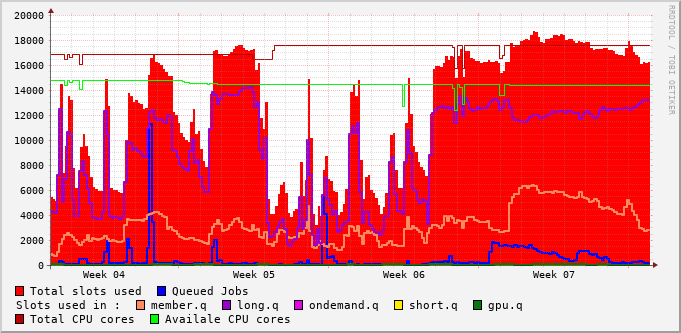 20000
18000
16000
14000
12000
10000
8000
6000
4000
2000
0
Week 04 Week 05 Week 06 Week 07
RRDTOOL / TOBI OETIKER
Total slots used Queued Jobs
Slots used in : member.q long.q ondemand.q short.q gpu.q
Total CPU cores Availale CPU cores